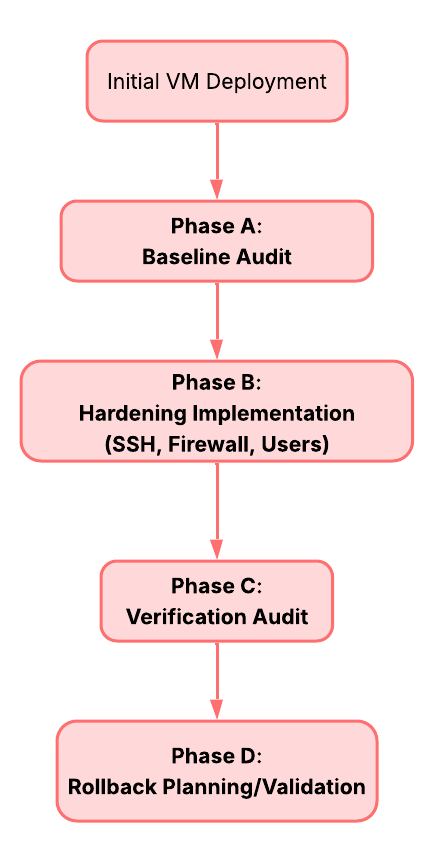 Initial VM Deployment
Phase A:
Baseline Audit
Phase B:
Hardening Implementation
(SSH, Firewall, Users)
Phase C:
Verification Audit
Phase D:
Rollback Planning/Validation